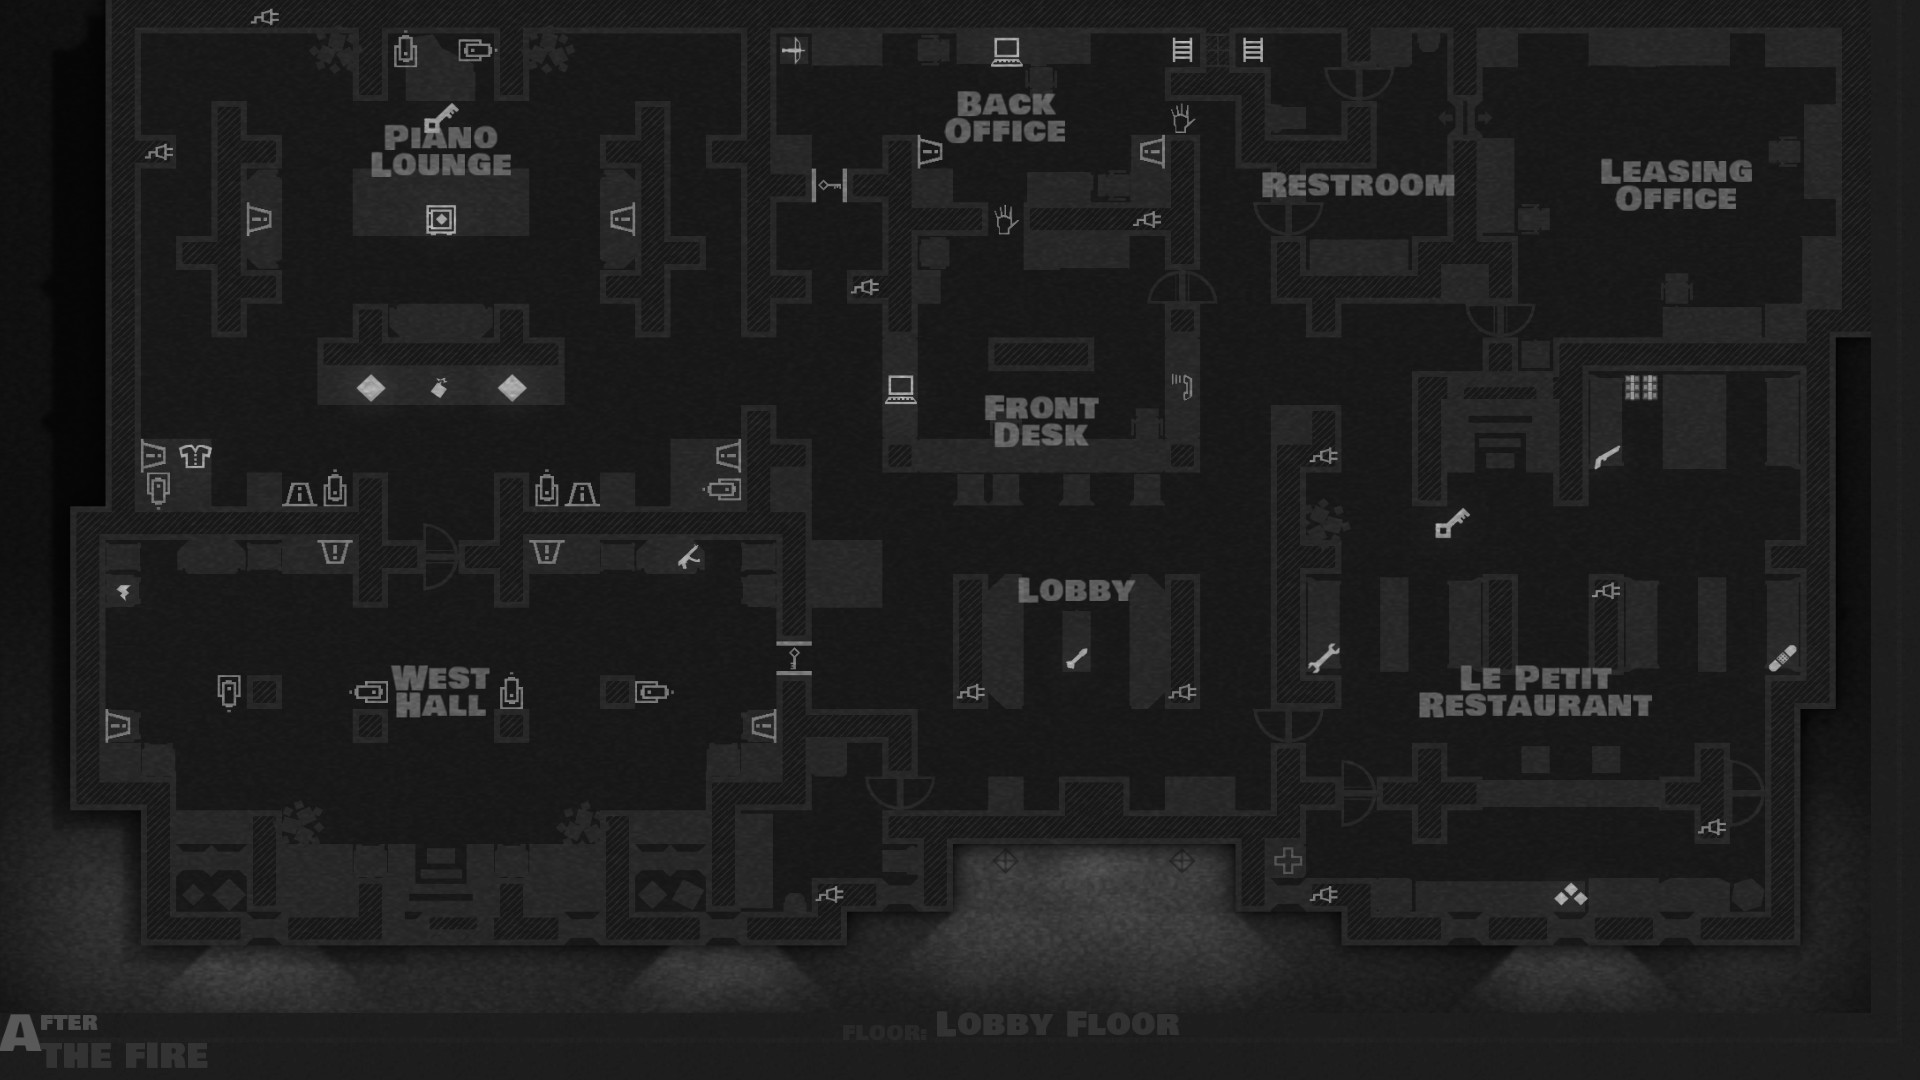 PIANO
LOUNGE
BACK
OFFICE
RESTROOM
LEASING
OFFICE
FRONT
DESK
LOBBY
WEST
HALL
LE PETIT
RESTAURANT
AFTER
THE FIRE
FLOOR: LOBBY FLOOR